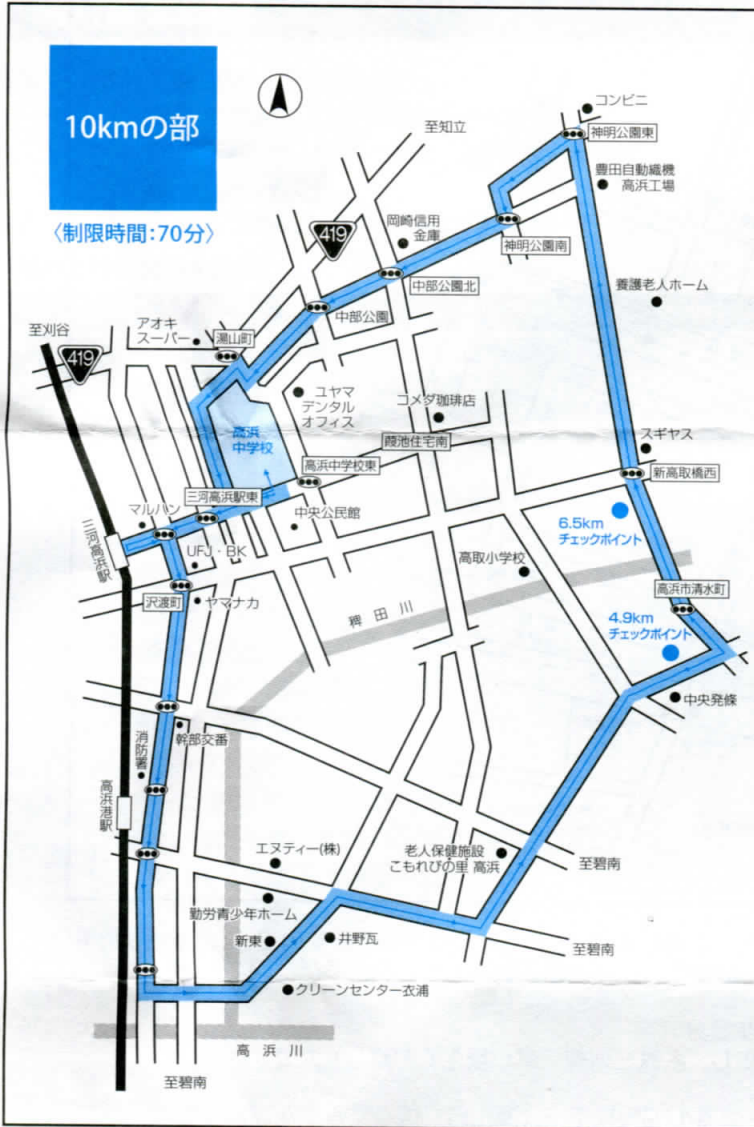 10kmの部
〈制限時間:70分〉
コンビニ
神明公園東
至知立
豊田自動織機
高浜工場
419
岡崎信用
金庫
神明公園南
中部公園北
養護老人ホーム
中部公園
至刈谷
アオキ
スーパー
湯山町
419
ユヤマ
デンタル
オフィス
コメダ珈琲店
高浜
中学校
葭池住宅南
スギヤス
高浜中学校東
新高取橋西
三河高浜駅東
マルハン
中央公民館
6.5km
チェックポイント
三河高浜駅
UFJ・BK
高取小学校
沢渡町
ヤマナカ
高浜市清水町
稗田川
4.9km
チェックポイント
中央発條
幹部交番
消防署
高浜港駅
エヌティー(株)
老人保健施設
こもれびの里 高浜
至碧南
勤労青少年ホーム
新東
井野瓦
至碧南
クリーンセンター衣浦
高浜川
至碧南